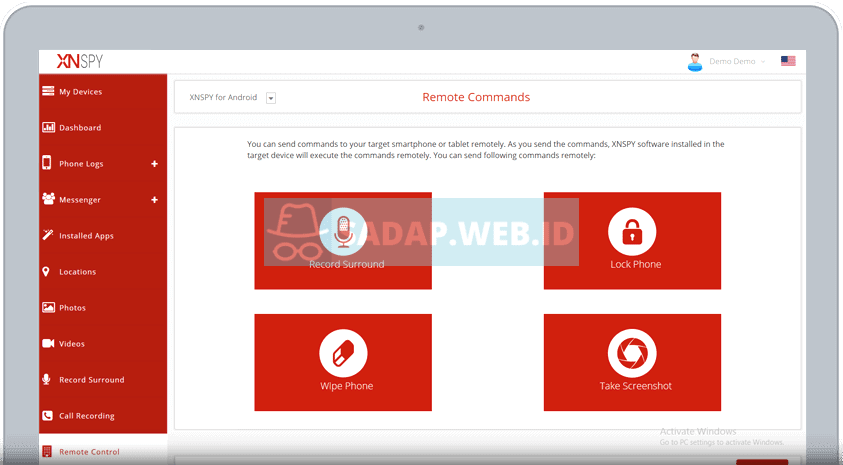 XNSPY
Demo Demo
My Devices
Dashboard
Phone Logs
Messenger
Installed Apps
Locations
Photos
Videos
Record Surround
Call Recording
Remote Control
XNSPY for Android
Remote Commands
You can send commands to your target smartphone or tablet remotely. As you send the commands, XNSPY software installed in the
target device will execute the commands remotely. You can send following commands remotely:
SADAP.WEB.ID
Record Surround
Lock Phone
Wipe Phone
Take Screenshot
Activate Windows
Go to PC settings to activate Windows.